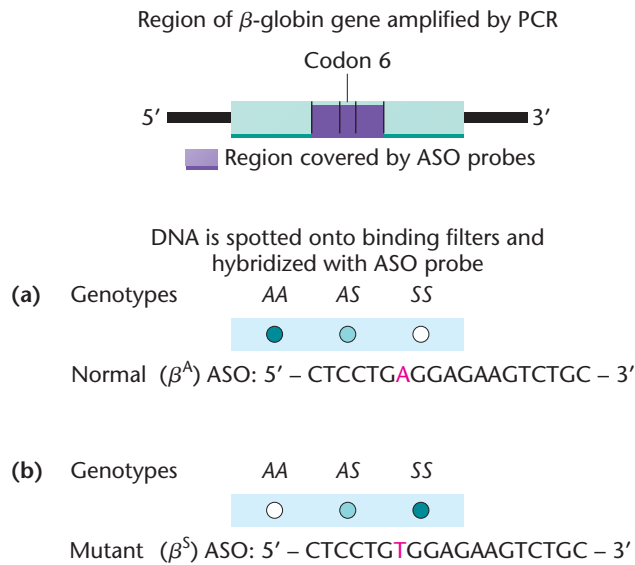 Region of β-globin gene amplified by PCR
Codon 6
5′ 3′
Region covered by ASO probes
DNA is spotted onto binding filters and
hybridized with ASO probe
(a) Genotypes AA AS SS
Normal (β^A) ASO: 5′ – CTCCTGAGGAGAAGTCTGC – 3′
(b) Genotypes AA AS SS
Mutant (β^S) ASO: 5′ – CTCCTGTGGAGAAGTCTGC – 3′